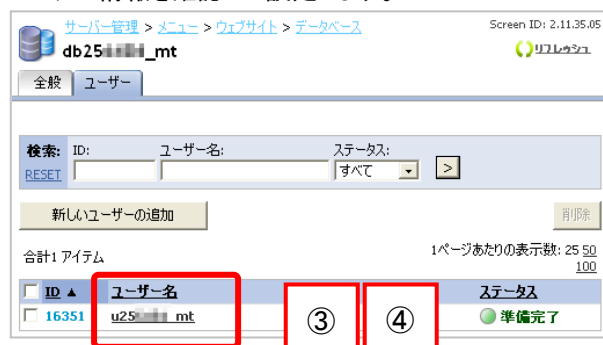 サーバー管理 > メニュー > ウェブサイト > データベース
Screen ID: 2.11.35.05
db25 _mt
リフレッシュ
全般 ユーザー
検索: ID: ユーザー名: ステータス:
RESET すべて >
新しいユーザーの追加 削除
合計1 アイテム
1ページあたりの表示数: 25 50
100
ID ▲ ユーザー名 ステータス
16351 u25 _mt ③ ④ 準備完了